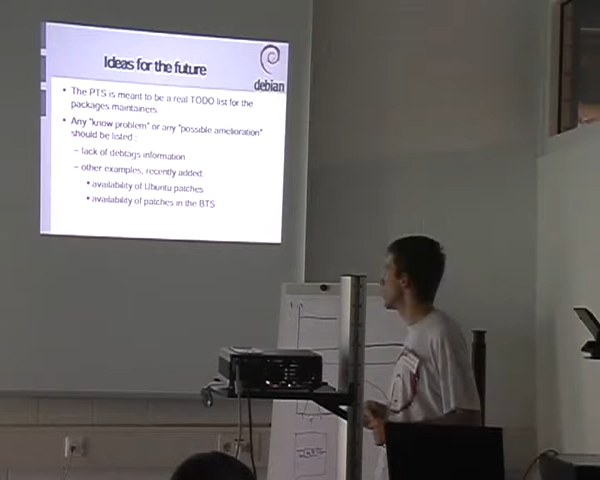 Ideas for the future
debian
• The PTS is meant to be a real TODO list for the
packages maintainers
• Any "know problem" or any "possible amelioration"
should be listed :
– lack of debtags information
– other examples, recently added:
• availability of Ubuntu patches
• availability of patches in the BTS